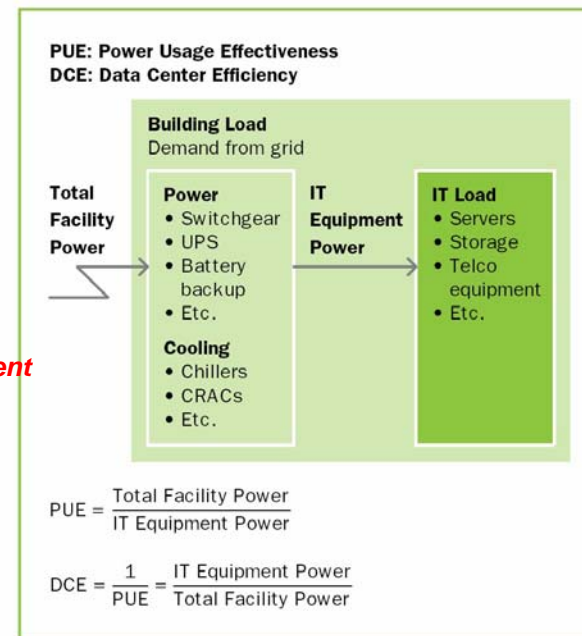 PUE: Power Usage Effectiveness
DCE: Data Center Efficiency
Building Load
Demand from grid
Total
Facility
Power
Power
• Switchgear
• UPS
• Battery
backup
• Etc.
Cooling
• Chillers
• CRACs
• Etc.
IT
Equipment
Power
IT Load
• Servers
• Storage
• Telco
equipment
• Etc.
ent
PUE = Total Facility Power / IT Equipment Power
DCE = 1 / PUE = IT Equipment Power / Total Facility Power